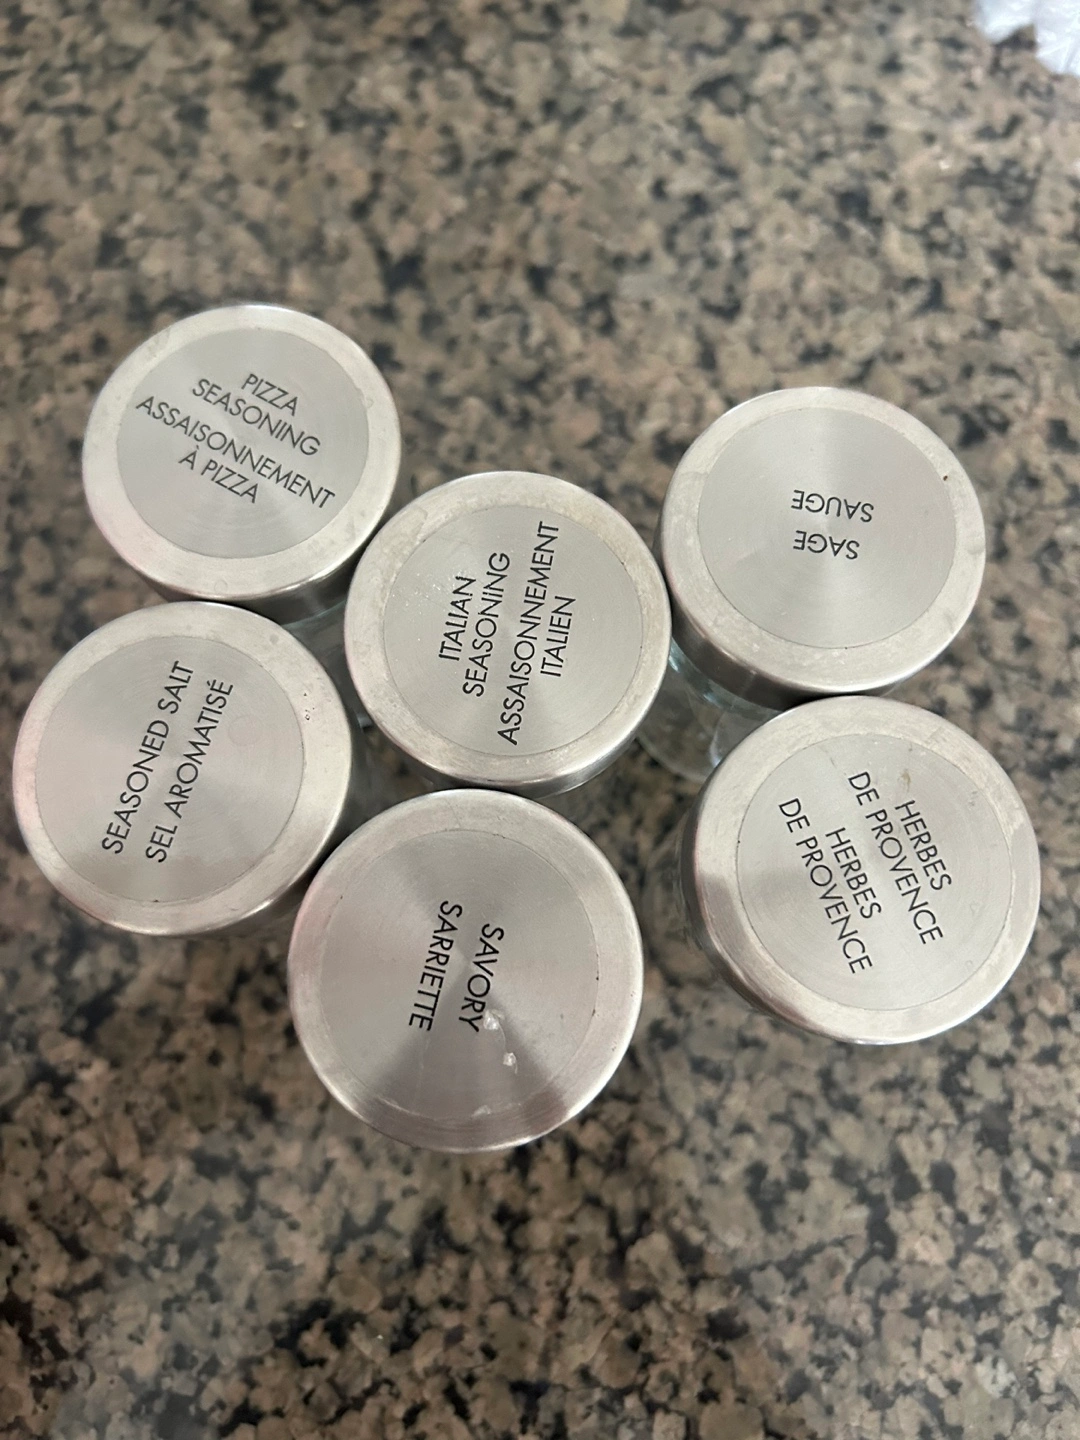 PIZZA
SEASONING
ASSAISONNEMENT
À PIZZA
SAGE
SAUGE
ITALIAN
SEASONING
ASSAISONNEMENT
ITALIEN
SEASONED SALT
SEL AROMATISÉ
HERBES
DE PROVENCE
HERBES
DE PROVENCE
SAVORY
SARRIETTE